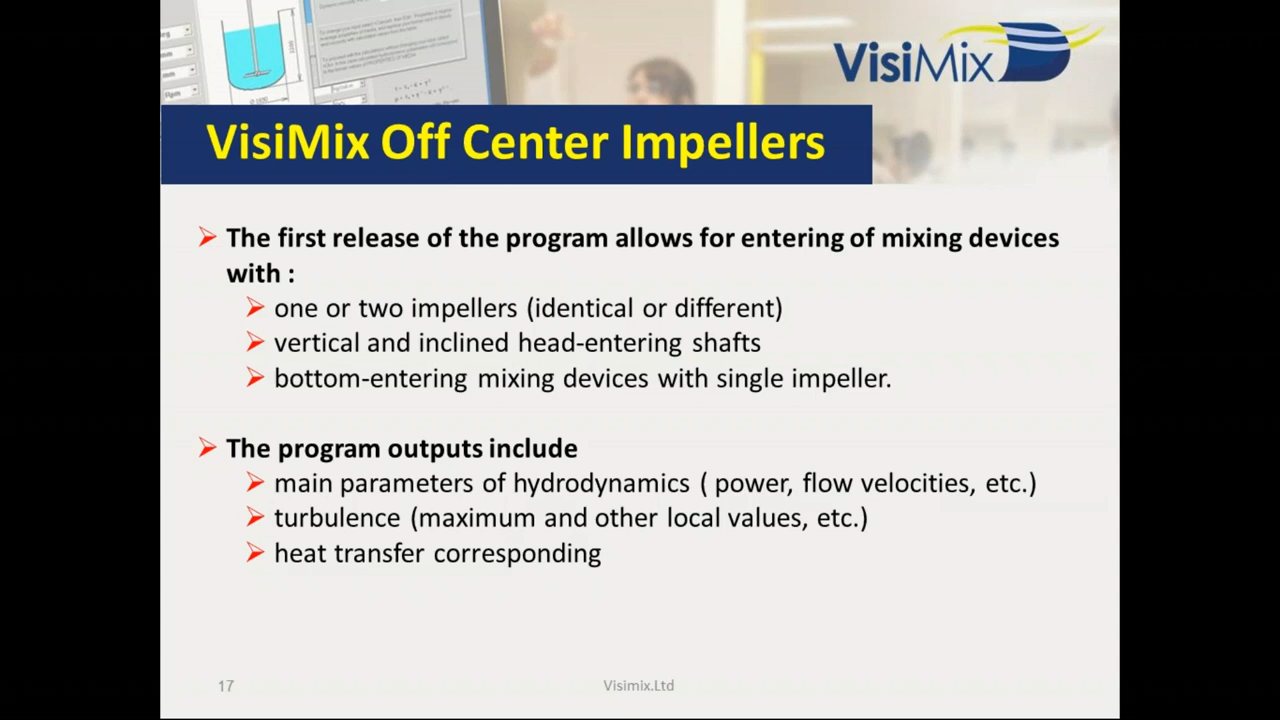 VisiMix
VisiMix Off Center Impellers
The first release of the program allows for entering of mixing devices
with :
one or two impellers (identical or different)
vertical and inclined head-entering shafts
bottom-entering mixing devices with single impeller.
The program outputs include
main parameters of hydrodynamics ( power, flow velocities, etc.)
turbulence (maximum and other local values, etc.)
heat transfer corresponding
17
Visimix.Ltd